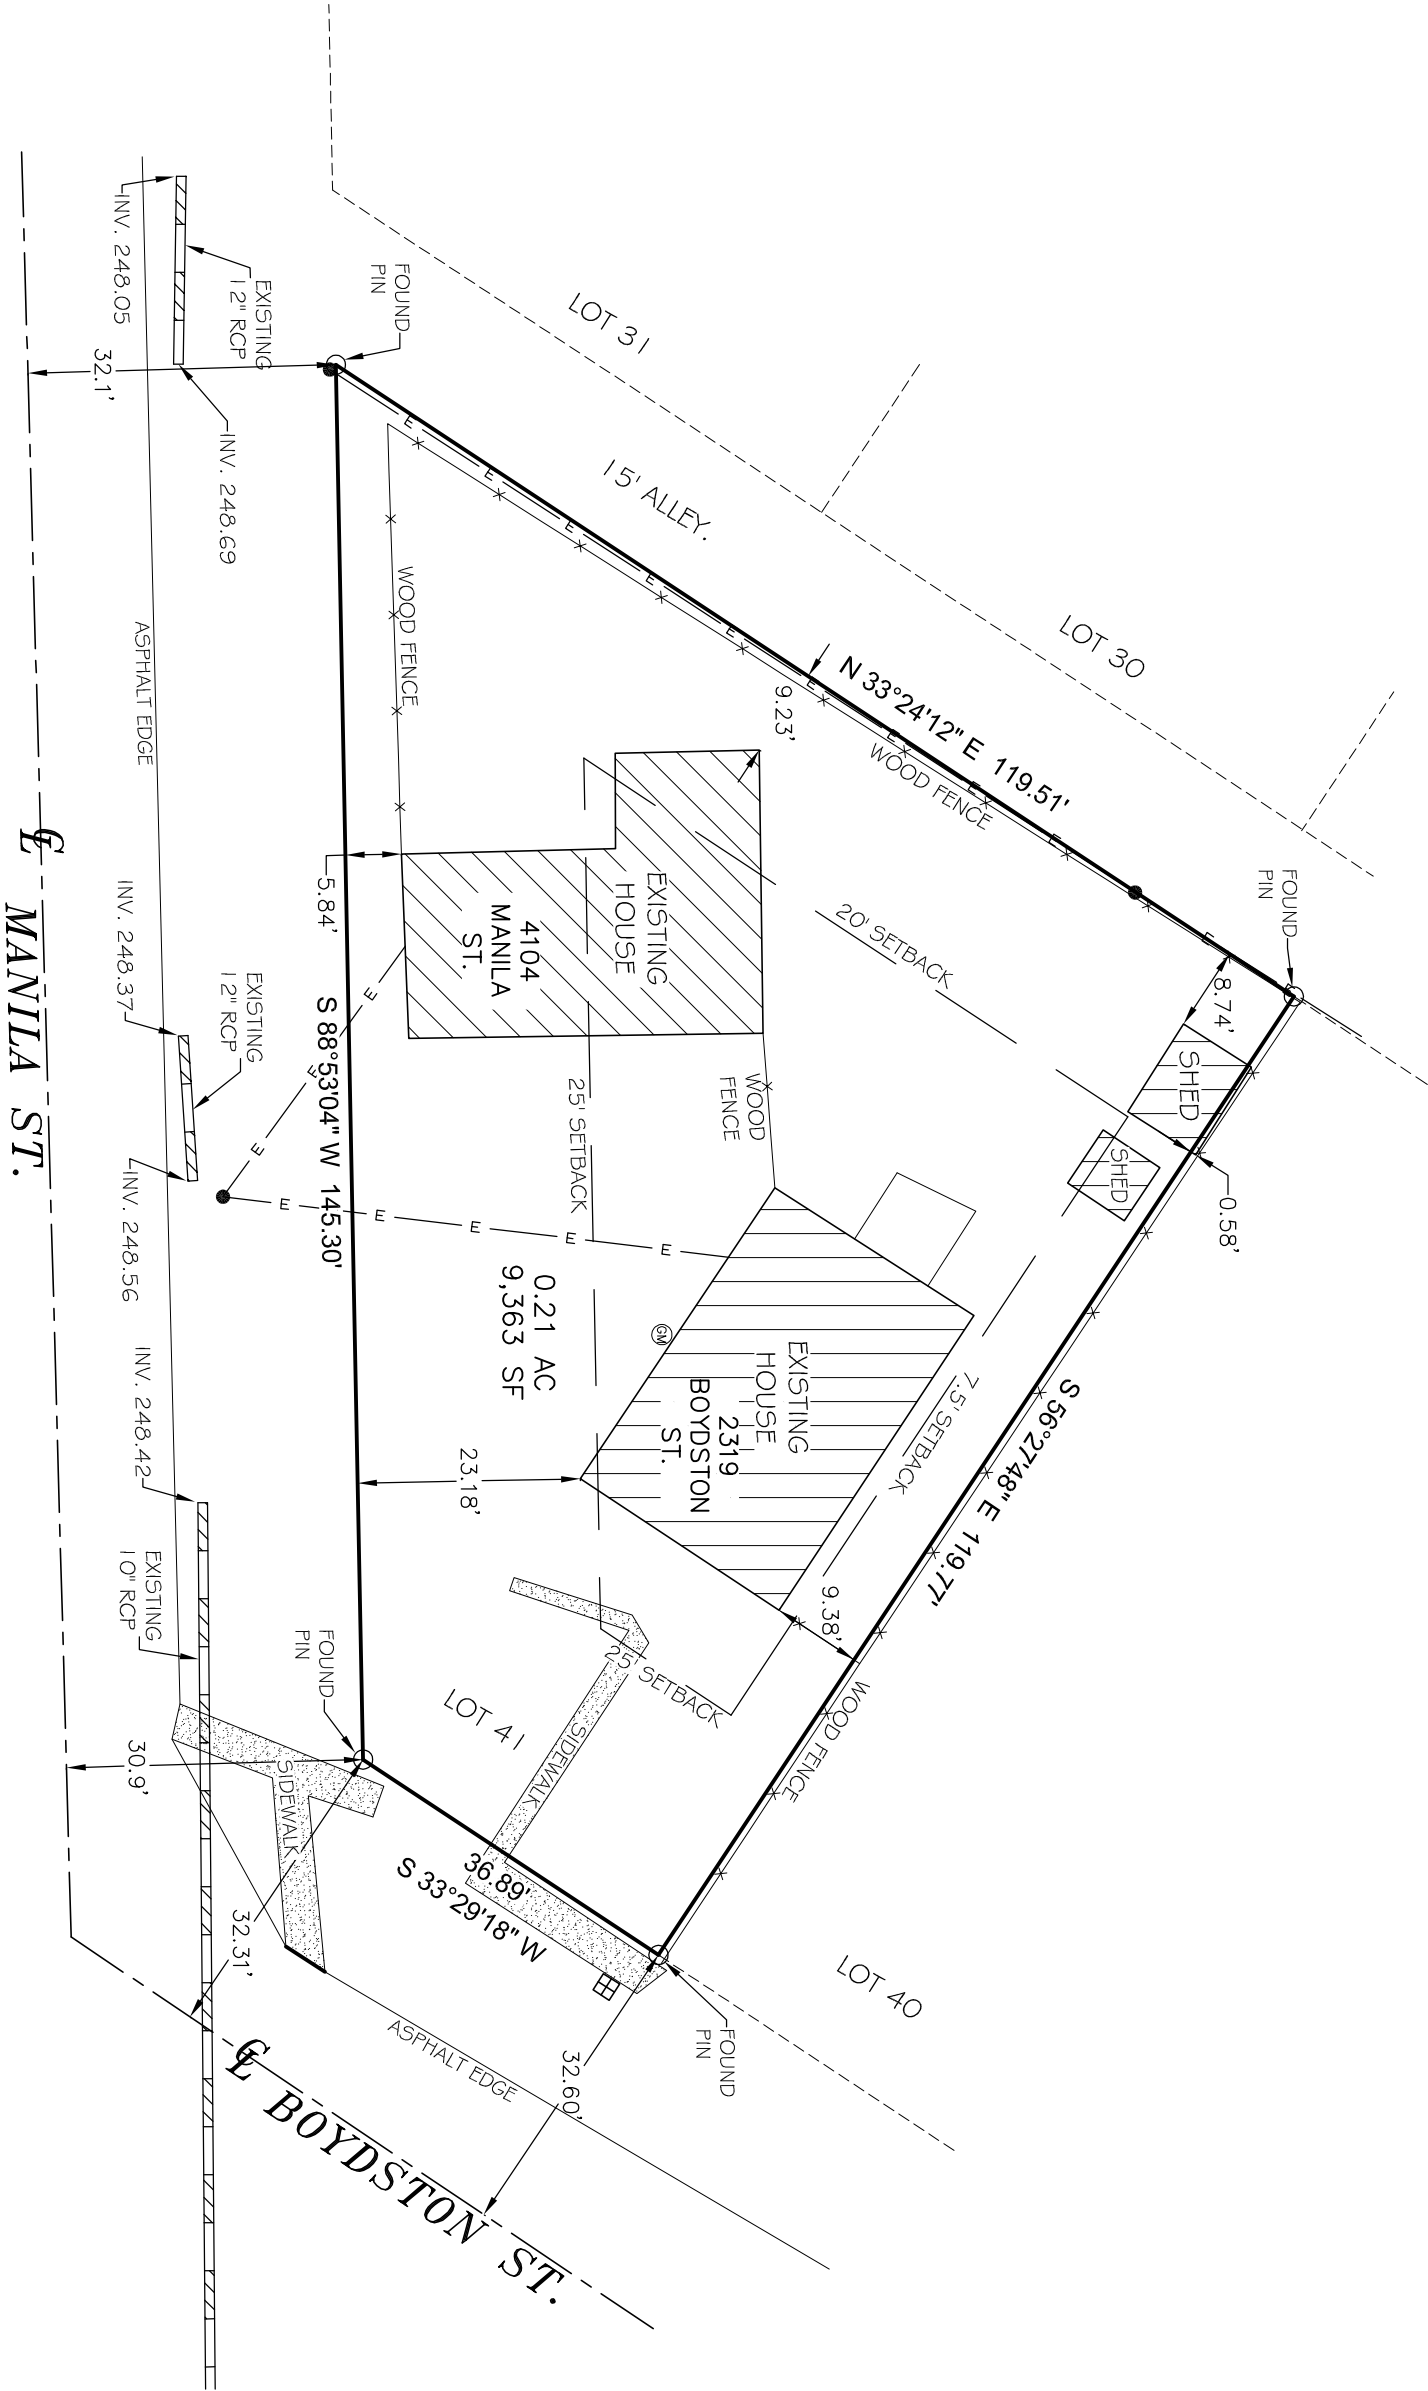 LOT 31
15' ALLEY.
LOT 30
N 33°24'12" E 119.51'
WOOD FENCE
9.23'
FOUND
PIN
FOUND
PIN
EXISTING
12" RCP
INV. 248.05
32.1'
INV. 248.69
WOOD FENCE
ASPHALT EDGE
E
E
E
E
E
E
E
E
E
20' SETBACK
8.74'
SHED
SHED
0.58'
EXISTING
HOUSE
4104
MANILA
ST.
5.84'
WOOD
FENCE
25' SETBACK
S 88°53'04" W 145.30'
E
E
E
E
E
E
E
E
EXISTING
12" RCP
INV. 248.37
INV. 248.56
℄ MANILA ST.
0.21 AC
9,363 SF
GM
EXISTING
HOUSE
2319
BOYDSTON
ST.
7.5' SETBACK
S 56°27'48" E 119.77'
23.18'
9.38'
WOOD FENCE
25' SETBACK
INV. 248.42
EXISTING
10" RCP
FOUND
PIN
LOT 41
SIDEWALK
SIDEWALK
30.9'
36.89'
S 33°29'18" W
32.31'
LOT 40
FOUND
PIN
32.60'
ASPHALT EDGE
℄ BOYDSTON ST.